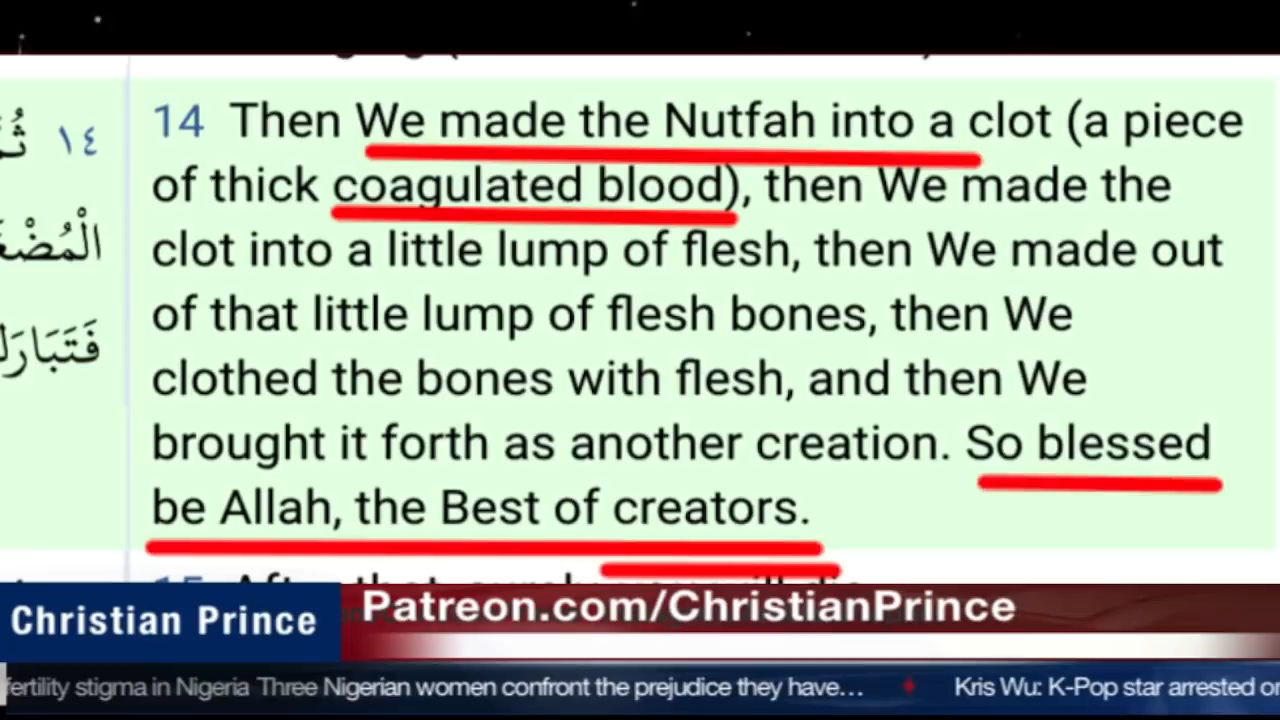 14 Then We made the Nutfah into a clot (a piece
of thick coagulated blood), then We made the
clot into a little lump of flesh, then We made out
of that little lump of flesh bones, then We
clothed the bones with flesh, and then We
brought it forth as another creation. So blessed
be Allah, the Best of creators.
١٤
Christian Prince
Patreon.com/ChristianPrince
fertility stigma in Nigeria Three Nigerian women confront the prejudice they have… Kris Wu: K-Pop star arrested